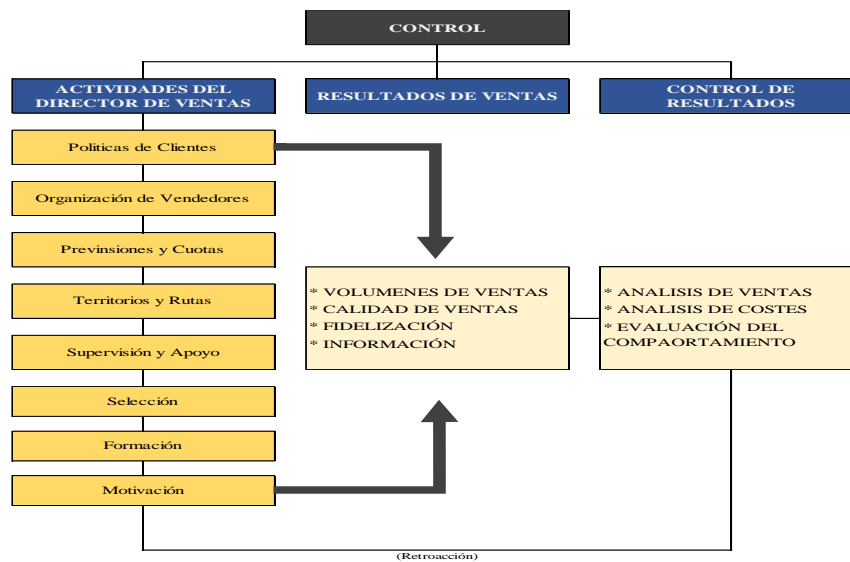 CONTROL
ACTIVIDADES DEL
DIRECTOR DE VENTAS
RESULTADOS DE VENTAS
CONTROL DE
RESULTADOS
Politicas de Clientes
Organización de Vendedores
Prevинsiones y Cuotas
Territorios y Rutas
Supervisión y Apoyo
Selección
Formación
Motivación
* VOLUMENES DE VENTAS
* CALIDAD DE VENTAS
* FIDELIZACIÓN
* INFORMACIÓN
* ANALISIS DE VENTAS
* ANALISIS DE COSTES
* EVALUACIÓN DEL
COMPAORTAMIENTO
(Retroacción)